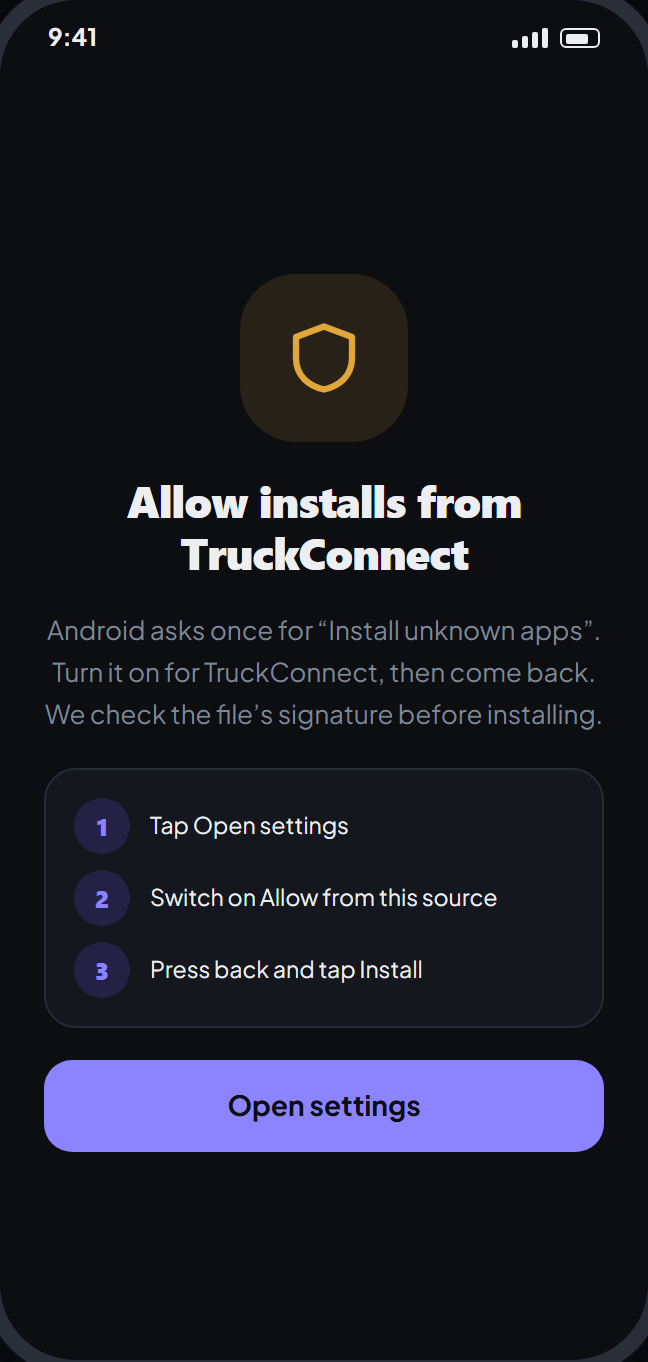 9:41
Allow installs from
TruckConnect
Android asks once for “Install unknown apps”.
Turn it on for TruckConnect, then come back.
We check the file’s signature before installing.
1 Tap Open settings
2 Switch on Allow from this source
3 Press back and tap Install
Open settings